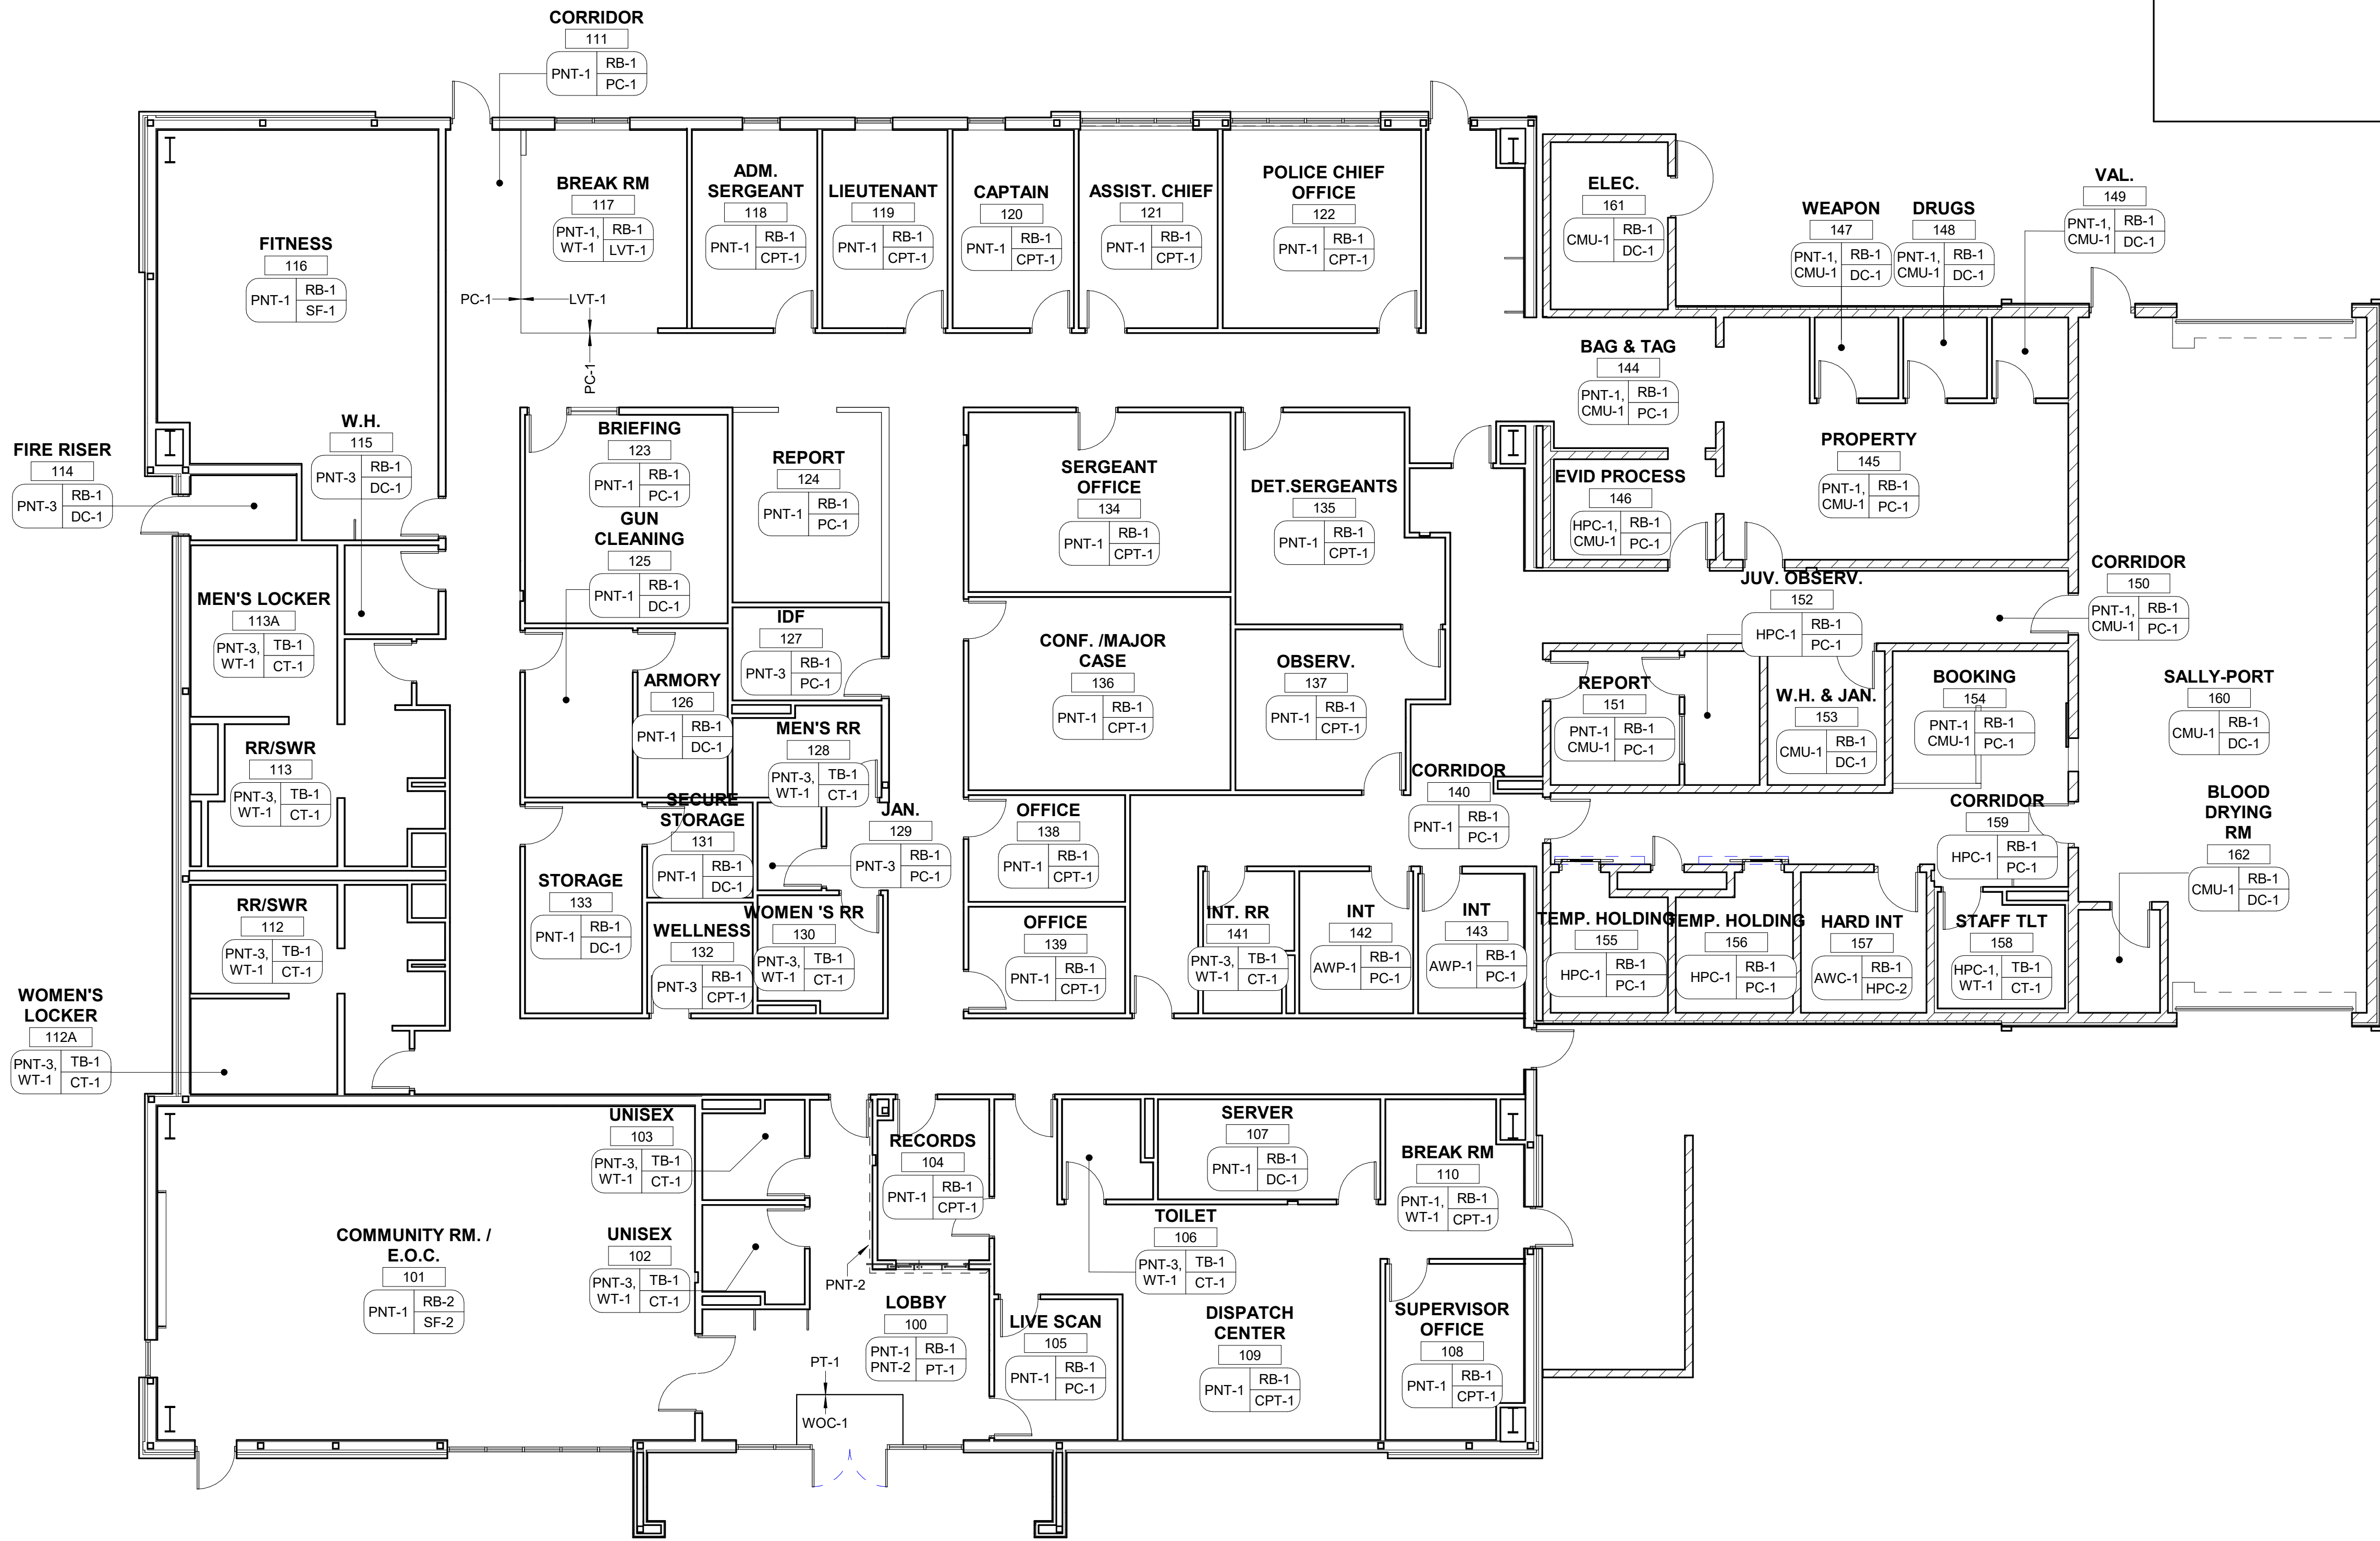 CORRIDOR
111
PNT-1
RB-1
PC-1
BREAK RM
117
PNT-1,
WT-1
RB-1
LVT-1
PC-1
LVT-1
PC-1
ADM.
SERGEANT
118
PNT-1
RB-1
CPT-1
LIEUTENANT
119
PNT-1
RB-1
CPT-1
CAPTAIN
120
PNT-1
RB-1
CPT-1
ASSIST. CHIEF
121
PNT-1
RB-1
CPT-1
POLICE CHIEF
OFFICE
122
PNT-1
RB-1
CPT-1
ELEC.
161
CMU-1
RB-1
DC-1
WEAPON
147
PNT-1,
CMU-1
RB-1
DC-1
DRUGS
148
PNT-1,
CMU-1
RB-1
DC-1
VAL.
149
PNT-1,
CMU-1
RB-1
DC-1
FITNESS
116
PNT-1
RB-1
SF-1
W.H.
115
PNT-3
RB-1
DC-1
FIRE RISER
114
PNT-3
RB-1
DC-1
BRIEFING
123
PNT-1
RB-1
PC-1
GUN
CLEANING
125
PNT-1
RB-1
DC-1
REPORT
124
PNT-1
RB-1
PC-1
SERGEANT
OFFICE
134
PNT-1
RB-1
CPT-1
DET.SERGEANTS
135
PNT-1
RB-1
CPT-1
BAG & TAG
144
PNT-1,
CMU-1
RB-1
PC-1
EVID PROCESS
146
HPC-1,
CMU-1
RB-1
PC-1
PROPERTY
145
PNT-1,
CMU-1
RB-1
PC-1
MEN'S LOCKER
113A
PNT-3,
WT-1
TB-1
CT-1
RR/SWR
113
PNT-3,
WT-1
TB-1
CT-1
IDF
127
PNT-3
RB-1
PC-1
ARMORY
126
PNT-1
RB-1
DC-1
MEN'S RR
128
PNT-3,
WT-1
TB-1
CT-1
CONF. /MAJOR
CASE
136
PNT-1
RB-1
CPT-1
OBSERV.
137
PNT-1
RB-1
CPT-1
JUV. OBSERV.
152
HPC-1
RB-1
PC-1
CORRIDOR
150
PNT-1,
CMU-1
RB-1
PC-1
REPORT
151
PNT-1
CMU-1
RB-1
PC-1
W.H. & JAN.
153
CMU-1
RB-1
DC-1
BOOKING
154
PNT-1
CMU-1
RB-1
PC-1
SALLY-PORT
160
CMU-1
RB-1
DC-1
SECURE
STORAGE
131
PNT-1
RB-1
DC-1
JAN.
129
PNT-3
RB-1
PC-1
OFFICE
138
PNT-1
RB-1
CPT-1
CORRIDOR
140
PNT-1
RB-1
PC-1
CORRIDOR
159
HPC-1
RB-1
PC-1
BLOOD
DRYING
RM
162
CMU-1
RB-1
DC-1
STORAGE
133
PNT-1
RB-1
DC-1
WELLNESS
132
PNT-3
RB-1
CPT-1
WOMEN 'S RR
130
PNT-3,
WT-1
TB-1
CT-1
OFFICE
139
PNT-1
RB-1
CPT-1
INT. RR
141
PNT-3,
WT-1
TB-1
CT-1
INT
142
AWP-1
RB-1
PC-1
INT
143
AWP-1
RB-1
PC-1
TEMP. HOLDING
155
HPC-1
RB-1
PC-1
TEMP. HOLDING
156
HPC-1
RB-1
PC-1
HARD INT
157
AWC-1
RB-1
HPC-2
STAFF TLT
158
HPC-1,
WT-1
TB-1
CT-1
RR/SWR
112
PNT-3,
WT-1
TB-1
CT-1
WOMEN'S
LOCKER
112A
PNT-3,
WT-1
TB-1
CT-1
UNISEX
103
PNT-3,
WT-1
TB-1
CT-1
RECORDS
104
PNT-1
RB-1
CPT-1
SERVER
107
PNT-1
RB-1
DC-1
BREAK RM
110
PNT-1,
WT-1
RB-1
CPT-1
COMMUNITY RM. /
E.O.C.
101
PNT-1
RB-2
SF-2
UNISEX
102
PNT-3,
WT-1
TB-1
CT-1
PNT-2
TOILET
106
PNT-3,
WT-1
TB-1
CT-1
LOBBY
100
PNT-1
PNT-2
RB-1
PT-1
PT-1
WOC-1
LIVE SCAN
105
PNT-1
RB-1
PC-1
DISPATCH
CENTER
109
PNT-1
RB-1
CPT-1
SUPERVISOR
OFFICE
108
PNT-1
RB-1
CPT-1